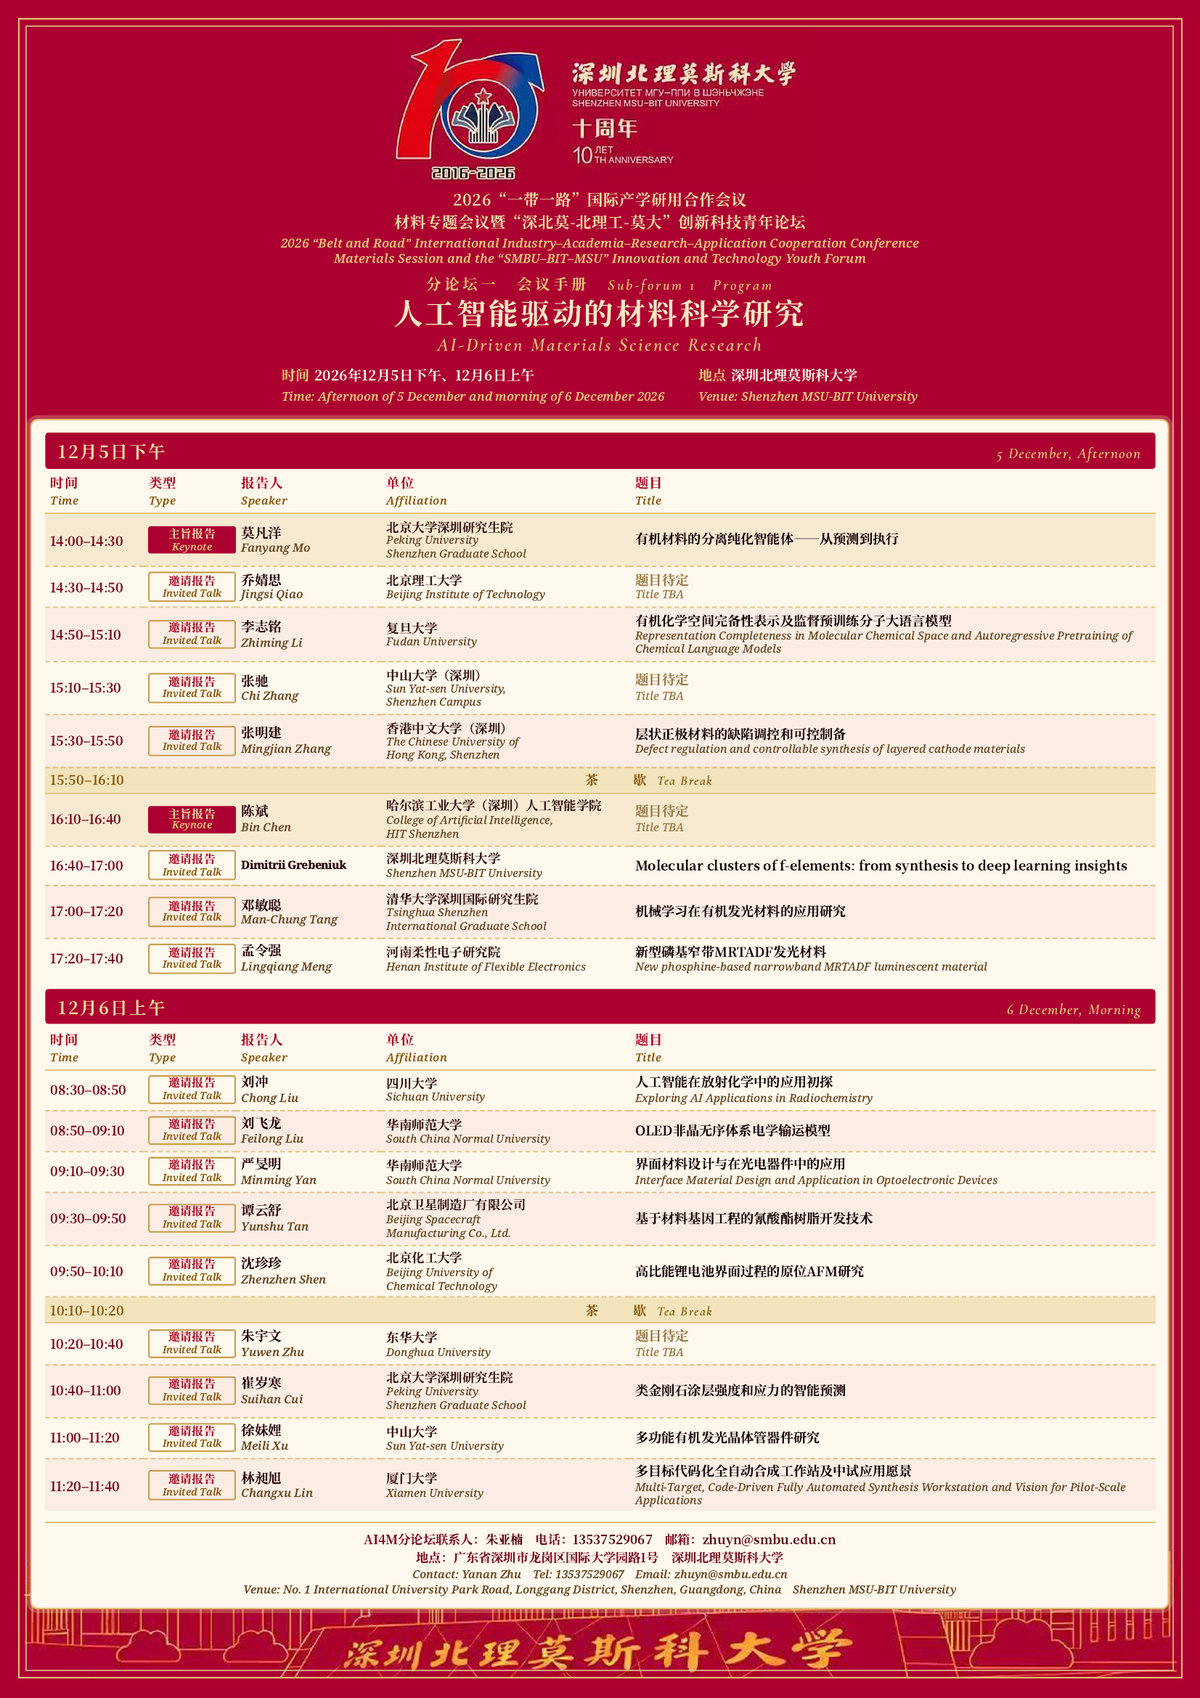 深圳北理莫斯科大学
УНИВЕРСИТЕТ МГУ-ППИ В ШЭНЬЧЖЭНЕ
SHENZHEN MSU-BIT UNIVERSITY
十周年
10 ЛЕТ
TH ANNIVERSARY
2016-2026
2026“一带一路”国际产学研用合作会议
材料专题会议暨“深北莫-北理工-莫大”创新科技青年论坛
2026 “Belt and Road” International Industry–Academia–Research–Application Cooperation Conference
Materials Session and the “SMBU–BIT–MSU” Innovation and Technology Youth Forum
分论坛一 会议手册 Sub-forum 1 Program
人工智能驱动的材料科学研究
AI-Driven Materials Science Research
时间 2026年12月5日下午、12月6日上午 地点 深圳北理莫斯科大学
Time: Afternoon of 5 December and morning of 6 December 2026 Venue: Shenzhen MSU-BIT University
12月5日下午 5 December, Afternoon
时间 类型 报告人 单位 题目
Time Type Speaker Affiliation Title
14:00–14:30
主旨报告
Keynote
莫凡洋
Fanyang Mo
北京大学深圳研究生院
Peking University
Shenzhen Graduate School
有机材料的分离纯化智能体——从预测到执行
14:30–14:50
邀请报告
Invited Talk
乔婧思
Jingsi Qiao
北京理工大学
Beijing Institute of Technology
题目待定
Title TBA
14:50–15:10
邀请报告
Invited Talk
李志铭
Zhiming Li
复旦大学
Fudan University
有机化学空间完备性表示及监督预训练分子大语言模型
Representation Completeness in Molecular Chemical Space and Autoregressive Pretraining of
Chemical Language Models
15:10–15:30
邀请报告
Invited Talk
张驰
Chi Zhang
中山大学（深圳）
Sun Yat-sen University,
Shenzhen Campus
题目待定
Title TBA
15:30–15:50
邀请报告
Invited Talk
张明建
Mingjian Zhang
香港中文大学（深圳）
The Chinese University of
Hong Kong, Shenzhen
层状正极材料的缺陷调控和可控制备
Defect regulation and controllable synthesis of layered cathode materials
15:50–16:10 茶 歇 Tea Break
16:10–16:40
主旨报告
Keynote
陈斌
Bin Chen
哈尔滨工业大学（深圳）人工智能学院
College of Artificial Intelligence,
HIT Shenzhen
题目待定
Title TBA
16:40–17:00
邀请报告
Invited Talk
Dimitrii Grebeniuk
深圳北理莫斯科大学
Shenzhen MSU-BIT University
Molecular clusters of f-elements: from synthesis to deep learning insights
17:00–17:20
邀请报告
Invited Talk
邓敏聪
Man-Chung Tang
清华大学深圳国际研究生院
Tsinghua Shenzhen
International Graduate School
机械学习在有机发光材料的应用研究
17:20–17:40
邀请报告
Invited Talk
孟令强
Lingqiang Meng
河南柔性电子研究院
Henan Institute of Flexible Electronics
新型磷基窄带MRTADF发光材料
New phosphine-based narrowband MRTADF luminescent material
12月6日上午 6 December, Morning
时间 类型 报告人 单位 题目
Time Type Speaker Affiliation Title
08:30–08:50
邀请报告
Invited Talk
刘冲
Chong Liu
四川大学
Sichuan University
人工智能在放射化学中的应用初探
Exploring AI Applications in Radiochemistry
08:50–09:10
邀请报告
Invited Talk
刘飞龙
Feilong Liu
华南师范大学
South China Normal University
OLED非晶无序体系电学输运模型
09:10–09:30
邀请报告
Invited Talk
严旻明
Minming Yan
华南师范大学
South China Normal University
界面材料设计与在光电器件中的应用
Interface Material Design and Application in Optoelectronic Devices
09:30–09:50
邀请报告
Invited Talk
谭云舒
Yunshu Tan
北京卫星制造厂有限公司
Beijing Spacecraft
Manufacturing Co., Ltd.
基于材料基因工程的氰酸酯树脂开发技术
09:50–10:10
邀请报告
Invited Talk
沈珍珍
Zhenzhen Shen
北京化工大学
Beijing University of
Chemical Technology
高比能锂电池界面过程的原位AFM研究
10:10–10:20 茶 歇 Tea Break
10:20–10:40
邀请报告
Invited Talk
朱宇文
Yuwen Zhu
东华大学
Donghua University
题目待定
Title TBA
10:40–11:00
邀请报告
Invited Talk
崔岁寒
Suihan Cui
北京大学深圳研究生院
Peking University
Shenzhen Graduate School
类金刚石涂层强度和应力的智能预测
11:00–11:20
邀请报告
Invited Talk
徐妹娌
Meili Xu
中山大学
Sun Yat-sen University
多功能有机发光晶体管器件研究
11:20–11:40
邀请报告
Invited Talk
林昶旭
Changxu Lin
厦门大学
Xiamen University
多目标代码化全自动合成工作站及中试应用愿景
Multi-Target, Code-Driven Fully Automated Synthesis Workstation and Vision for Pilot-Scale
Applications
AI4M分论坛联系人：朱亚楠 电话：13537529067 邮箱：zhuyn@smbu.edu.cn
地点：广东省深圳市龙岗区国际大学园路1号 深圳北理莫斯科大学
Contact: Yanan Zhu Tel: 13537529067 Email: zhuyn@smbu.edu.cn
Venue: No. 1 International University Park Road, Longgang District, Shenzhen, Guangdong, China Shenzhen MSU-BIT University
深圳北理莫斯科大学